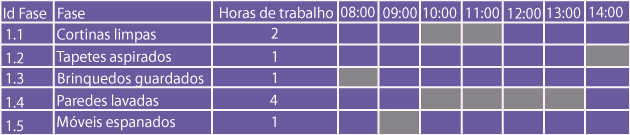 Id Fase Fase Horas de trabalho 08:00 09:00 10:00 11:00 12:00 13:00 14:00
1.1 Cortinas limpas 2
1.2 Tapetes aspirados 1
1.3 Brinquedos guardados 1
1.4 Paredes lavadas 4
1.5 Móveis espanados 1